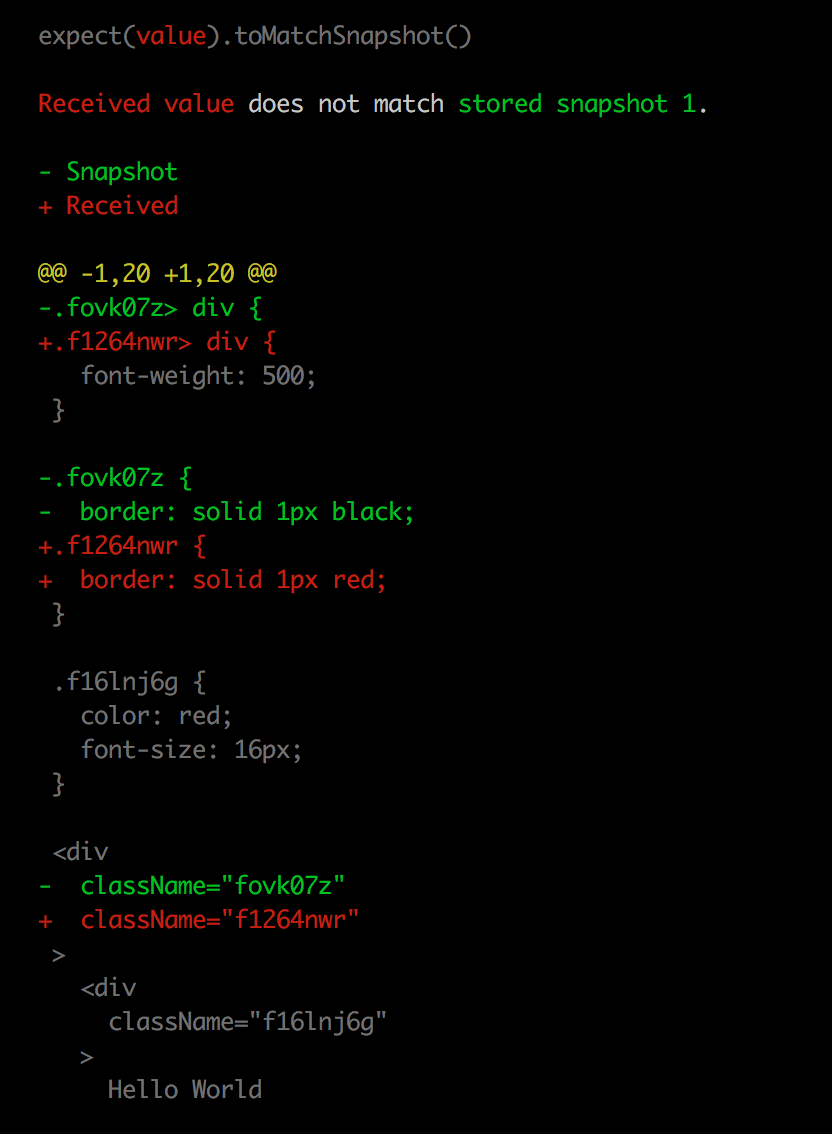 expect(value).toMatchSnapshot()
Received value does not match stored snapshot 1.
- Snapshot
+ Received
@@ -1,20 +1,20 @@
-.fovk07z> div {
+.f1264nwr> div {
   font-weight: 500;
 }
-.fovk07z {
-  border: solid 1px black;
+.f1264nwr {
+  border: solid 1px red;
 }
 .f16lnj6g {
   color: red;
   font-size: 16px;
 }
 <div
-  className="fovk07z"
+  className="f1264nwr"
 >
   <div
     className="f16lnj6g"
   >
     Hello World